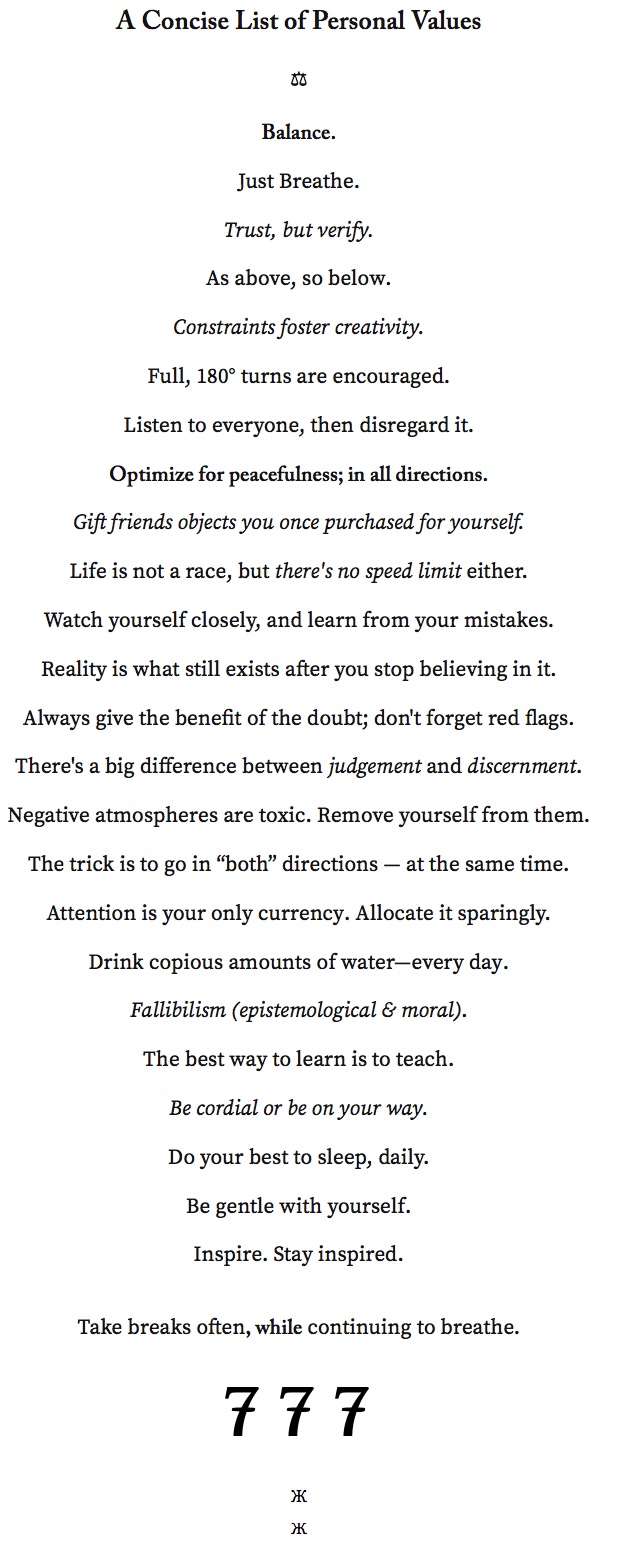 A Concise List of Personal Values
⚖
Balance.
Just Breathe.
Trust, but verify.
As above, so below.
Constraints foster creativity.
Full, 180° turns are encouraged.
Listen to everyone, then disregard it.
Optimize for peacefulness; in all directions.
Gift friends objects you once purchased for yourself.
Life is not a race, but there's no speed limit either.
Watch yourself closely, and learn from your mistakes.
Reality is what still exists after you stop believing in it.
Always give the benefit of the doubt; don't forget red flags.
There's a big difference between judgement and discernment.
Negative atmospheres are toxic. Remove yourself from them.
The trick is to go in “both” directions — at the same time.
Attention is your only currency. Allocate it sparingly.
Drink copious amounts of water—every day.
Fallibilism (epistemological & moral).
The best way to learn is to teach.
Be cordial or be on your way.
Do your best to sleep, daily.
Be gentle with yourself.
Inspire. Stay inspired.
Take breaks often, while continuing to breathe.
7 7 7
Ж
Ж